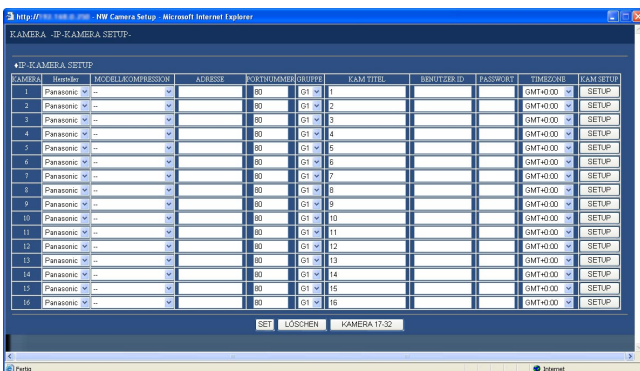 http:// - NW Camera Setup - Microsoft Internet Explorer
KAMERA -IP-KAMERA SETUP-
♦IP-KAMERA SETUP
KAMERA Hersteller MODELL/KOMPRESSION ADRESSE PORTNUMMER GRUPPE KAM TITEL BENUTZER ID PASSWORT TIMEZONE KAM SETUP
1 Panasonic -- 80 G1 1 GMT+0:00 SETUP
2 Panasonic -- 80 G1 2 GMT+0:00 SETUP
3 Panasonic -- 80 G1 3 GMT+0:00 SETUP
4 Panasonic -- 80 G1 4 GMT+0:00 SETUP
5 Panasonic -- 80 G1 5 GMT+0:00 SETUP
6 Panasonic -- 80 G1 6 GMT+0:00 SETUP
7 Panasonic -- 80 G1 7 GMT+0:00 SETUP
8 Panasonic -- 80 G1 8 GMT+0:00 SETUP
9 Panasonic -- 80 G1 9 GMT+0:00 SETUP
10 Panasonic -- 80 G1 10 GMT+0:00 SETUP
11 Panasonic -- 80 G1 11 GMT+0:00 SETUP
12 Panasonic -- 80 G1 12 GMT+0:00 SETUP
13 Panasonic -- 80 G1 13 GMT+0:00 SETUP
14 Panasonic -- 80 G1 14 GMT+0:00 SETUP
15 Panasonic -- 80 G1 15 GMT+0:00 SETUP
16 Panasonic -- 80 G1 16 GMT+0:00 SETUP
SET LÖSCHEN KAMERA 17-32
Fertig Internet